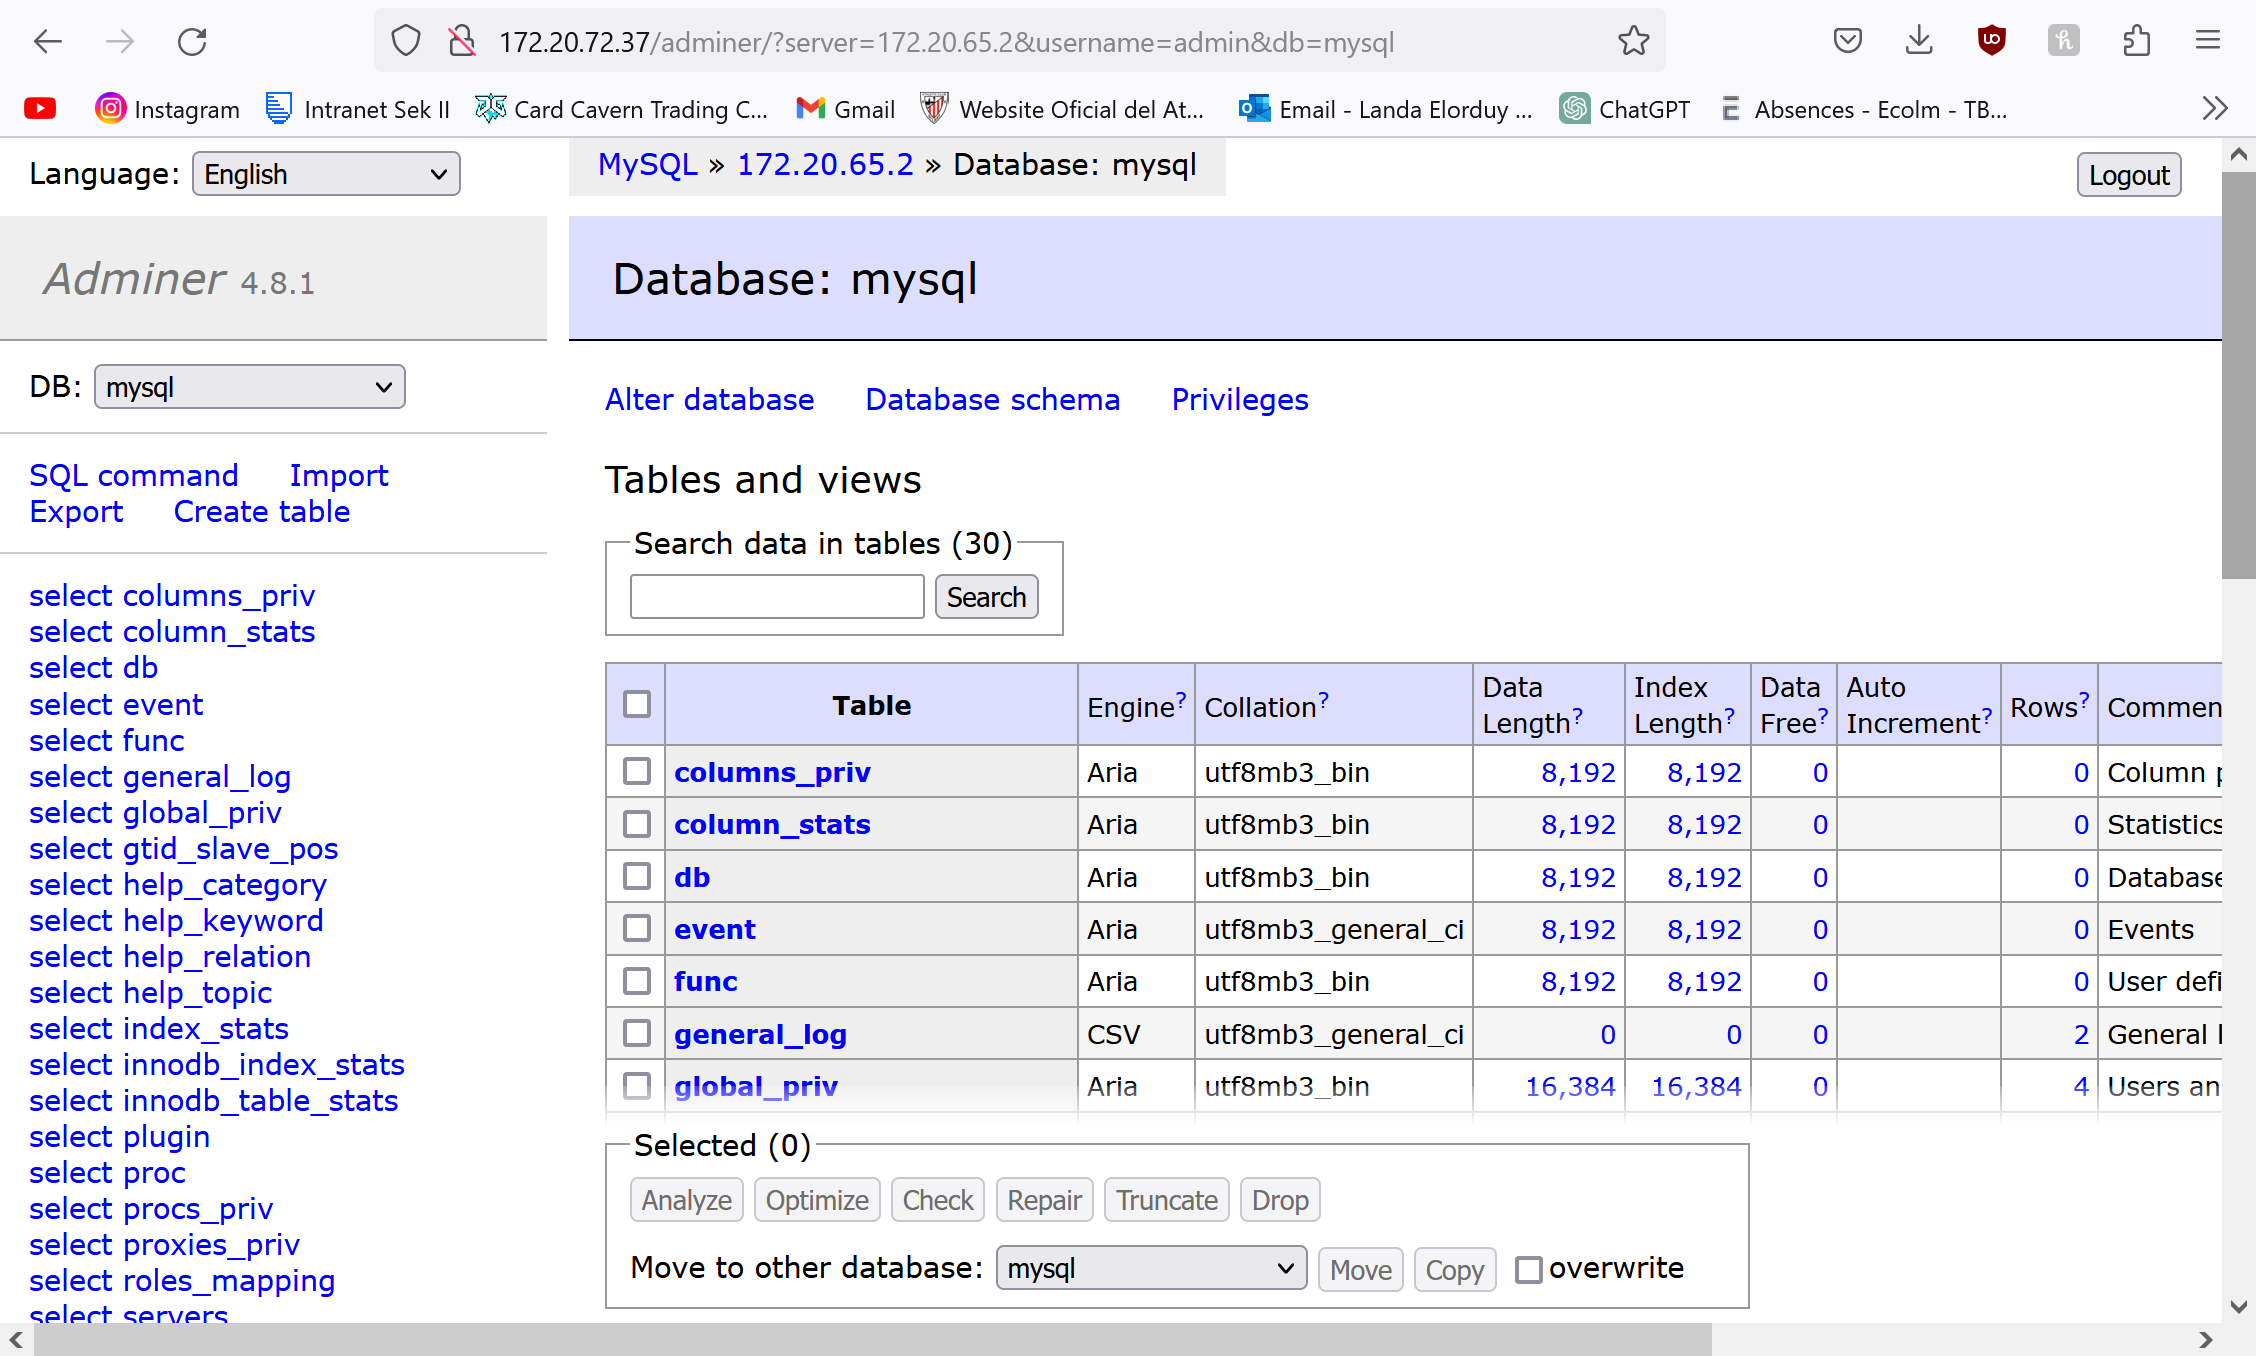 172.20.72.37/adminer/?server=172.20.65.2&username=admin&db=mysql
Instagram
Intranet Sek II
Card Cavern Trading C...
Gmail
Website Oficial del At...
Email - Landa Elorduy ...
ChatGPT
Absences - Ecolm - TB...
Language: English
MySQL » 172.20.65.2 » Database: mysql
Logout
Adminer 4.8.1
Database: mysql
DB: mysql
Alter database Database schema Privileges
SQL command Import
Export Create table
Tables and views
Search data in tables (30)
Search
select columns_priv
select column_stats
select db
select event
select func
select general_log
select global_priv
select gtid_slave_pos
select help_category
select help_keyword
select help_relation
select help_topic
select index_stats
select innodb_index_stats
select innodb_table_stats
select plugin
select proc
select procs_priv
select proxies_priv
select roles_mapping
select servers
Table Engine? Collation? Data Length? Index Length? Data Free? Auto Increment? Rows? Commen
columns_priv Aria utf8mb3_bin 8,192 8,192 0 0 Column
column_stats Aria utf8mb3_bin 8,192 8,192 0 0 Statistics
db Aria utf8mb3_bin 8,192 8,192 0 0 Database
event Aria utf8mb3_general_ci 8,192 8,192 0 0 Events
func Aria utf8mb3_bin 8,192 8,192 0 0 User defi
general_log CSV utf8mb3_general_ci 0 0 0 2 General
global_priv Aria utf8mb3_bin 16,384 16,384 0 4 Users an
Selected (0)
Analyze Optimize Check Repair Truncate Drop
Move to other database: mysql Move Copy overwrite